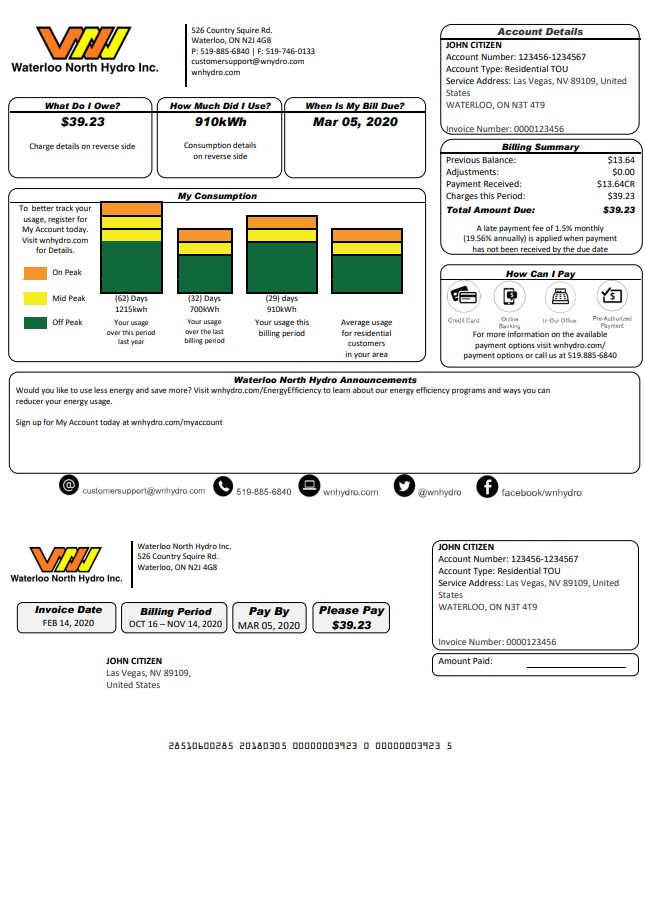 Waterloo North Hydro Inc.
526 Country Squire Rd.
Waterloo, ON N2J 4G8
P: 519-885-6840 | F: 519-746-0133
customersupport@wnydro.com
wnhydro.com
Account Details
JOHN CITIZEN
Account Number: 123456-1234567
Account Type: Residential TOU
Service Address: Las Vegas, NV 89109, United
States
WATERLOO, ON N3T 4T9
Invoice Number: 0000123456
What Do I Owe?
$39.23
Charge details on reverse side
How Much Did I Use?
910kWh
Consumption details
on reverse side
When Is My Bill Due?
Mar 05, 2020
Billing Summary
Previous Balance: $13.64
Adjustments: $0.00
Payment Received: $13.64CR
Charges this Period: $39.23
Total Amount Due: $39.23
A late payment fee of 1.5% monthly
(19.56% annually) is applied when payment
has not been received by the due date
My Consumption
To better track your
usage, register for
My Account today.
Visit wnhydro.com
for Details.
On Peak
Mid Peak
Off Peak
(62) Days
1215kwh
Your usage
over this period
last year
(32) Days
700kWh
Your usage
over the last
billing period
(29) days
910kWh
Your usage this
billing period
Average usage
for residential
customers
in your area
How Can I Pay
Credit Card
Online
Banking
In Our Office
Pre-Authorized
Payment
For more information on the available
payment options visit wnhydro.com/
payment options or call us at 519.885-6840
Waterloo North Hydro Announcements
Would you like to use less energy and save more? Visit wnhydro.com/EnergyEfficiency to learn about our energy efficiency programs and ways you can
reducer your energy usage.
Sign up for My Account today at wnhydro.com/myaccount
@ customersupport@wnhydro.com 519-885-6840 wnhydro.com @wnhydro f facebook/wnhydro
Waterloo North Hydro Inc.
Waterloo North Hydro Inc.
526 Country Squire Rd.
Waterloo, ON N2J 4G8
JOHN CITIZEN
Account Number: 123456-1234567
Account Type: Residential TOU
Service Address: Las Vegas, NV 89109, United
States
WATERLOO, ON N3T 4T9
Invoice Number: 0000123456
Invoice Date
FEB 14, 2020
Billing Period
OCT 16 – NOV 14, 2020
Pay By
MAR 05, 2020
Please Pay
$39.23
Amount Paid:
JOHN CITIZEN
Las Vegas, NV 89109,
United States
28510600285 20180305 00000003923 0 00000003923 5